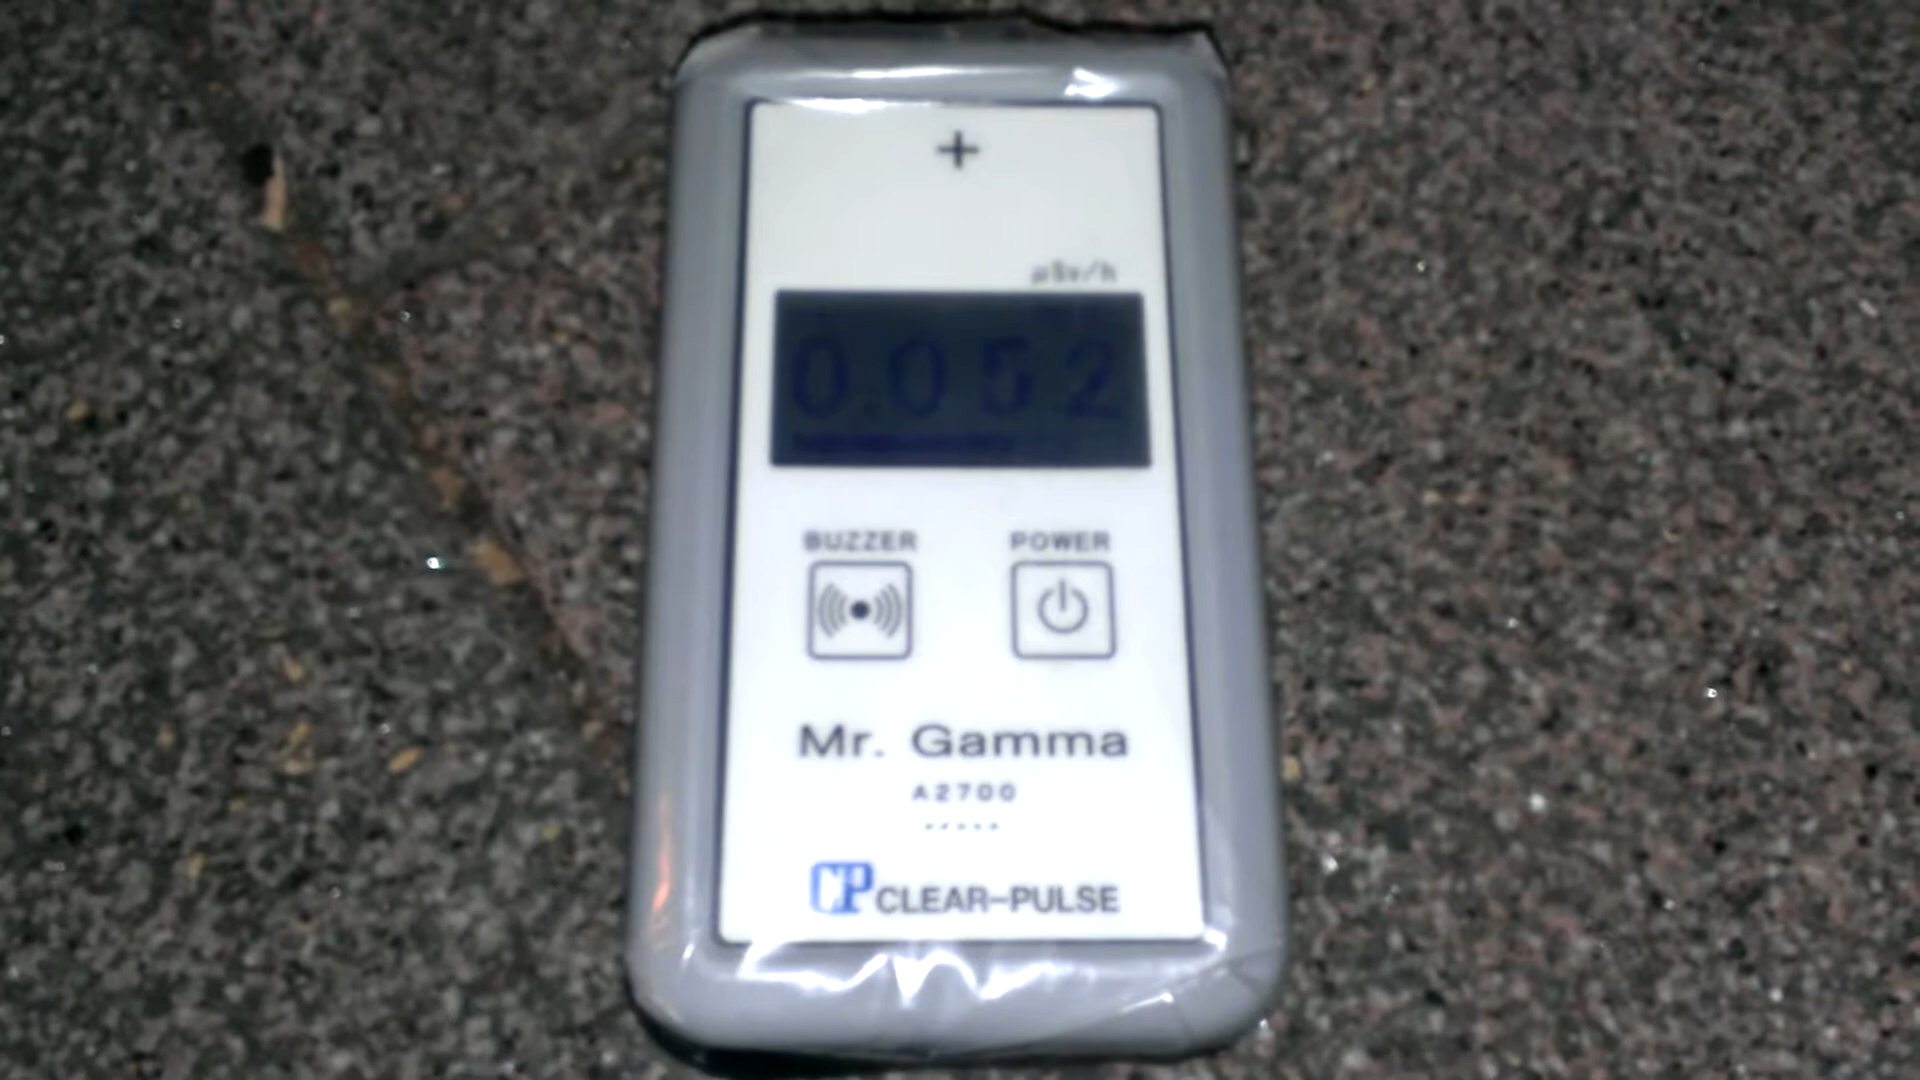 +
μSv/h
0.052
BUZZER POWER
Mr. Gamma
A2700
CP CLEAR-PULSE